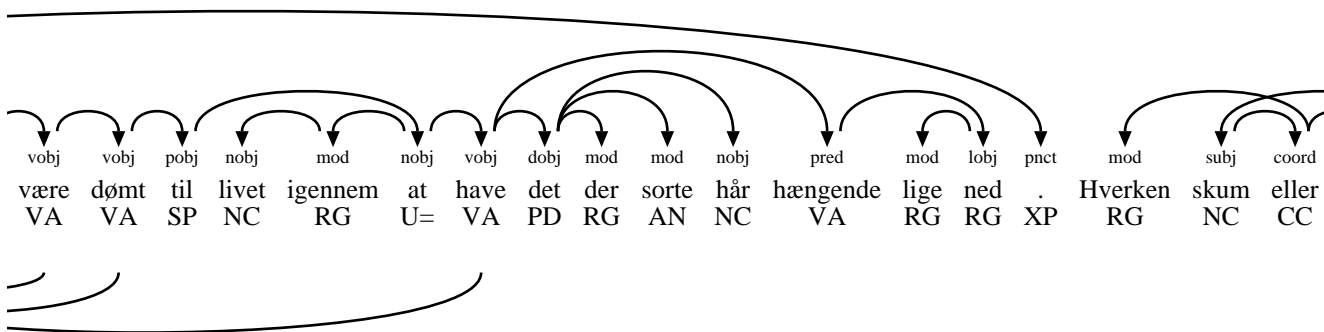 vobj vobj pobj nobj mod nobj vobj dobj mod mod nobj pred mod lobj pnct mod subj coord
være dømt til livet igennem at have det der sorte hår hængende lige ned . Hverken skum eller
VA VA SP NC RG U= VA PD RG AN NC VA RG RG XP RG NC CC